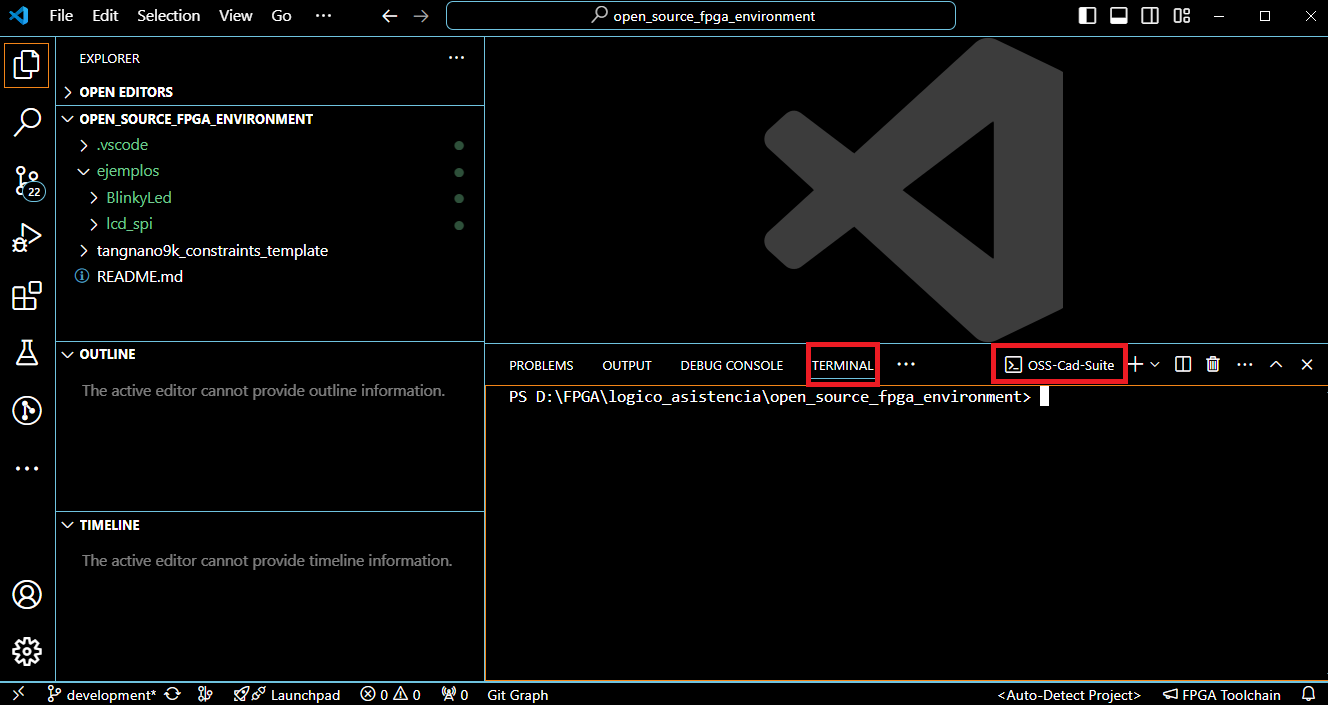 File Edit Selection View Go ··· open_source_fpga_environment
EXPLORER ···
OPEN EDITORS
OPEN_SOURCE_FPGA_ENVIRONMENT
.vscode
ejemplos
BlinkyLed
lcd_spi
tangnano9k_constraints_template
README.md
22
OUTLINE
The active editor cannot provide outline information.
TIMELINE
The active editor cannot provide timeline information.
PROBLEMS OUTPUT DEBUG CONSOLE TERMINAL ··· OSS-Cad-Suite
PS D:\FPGA\logico_asistencia\open_source_fpga_environment>
development* Launchpad 0 0 0 Git Graph <Auto-Detect Project> FPGA Toolchain